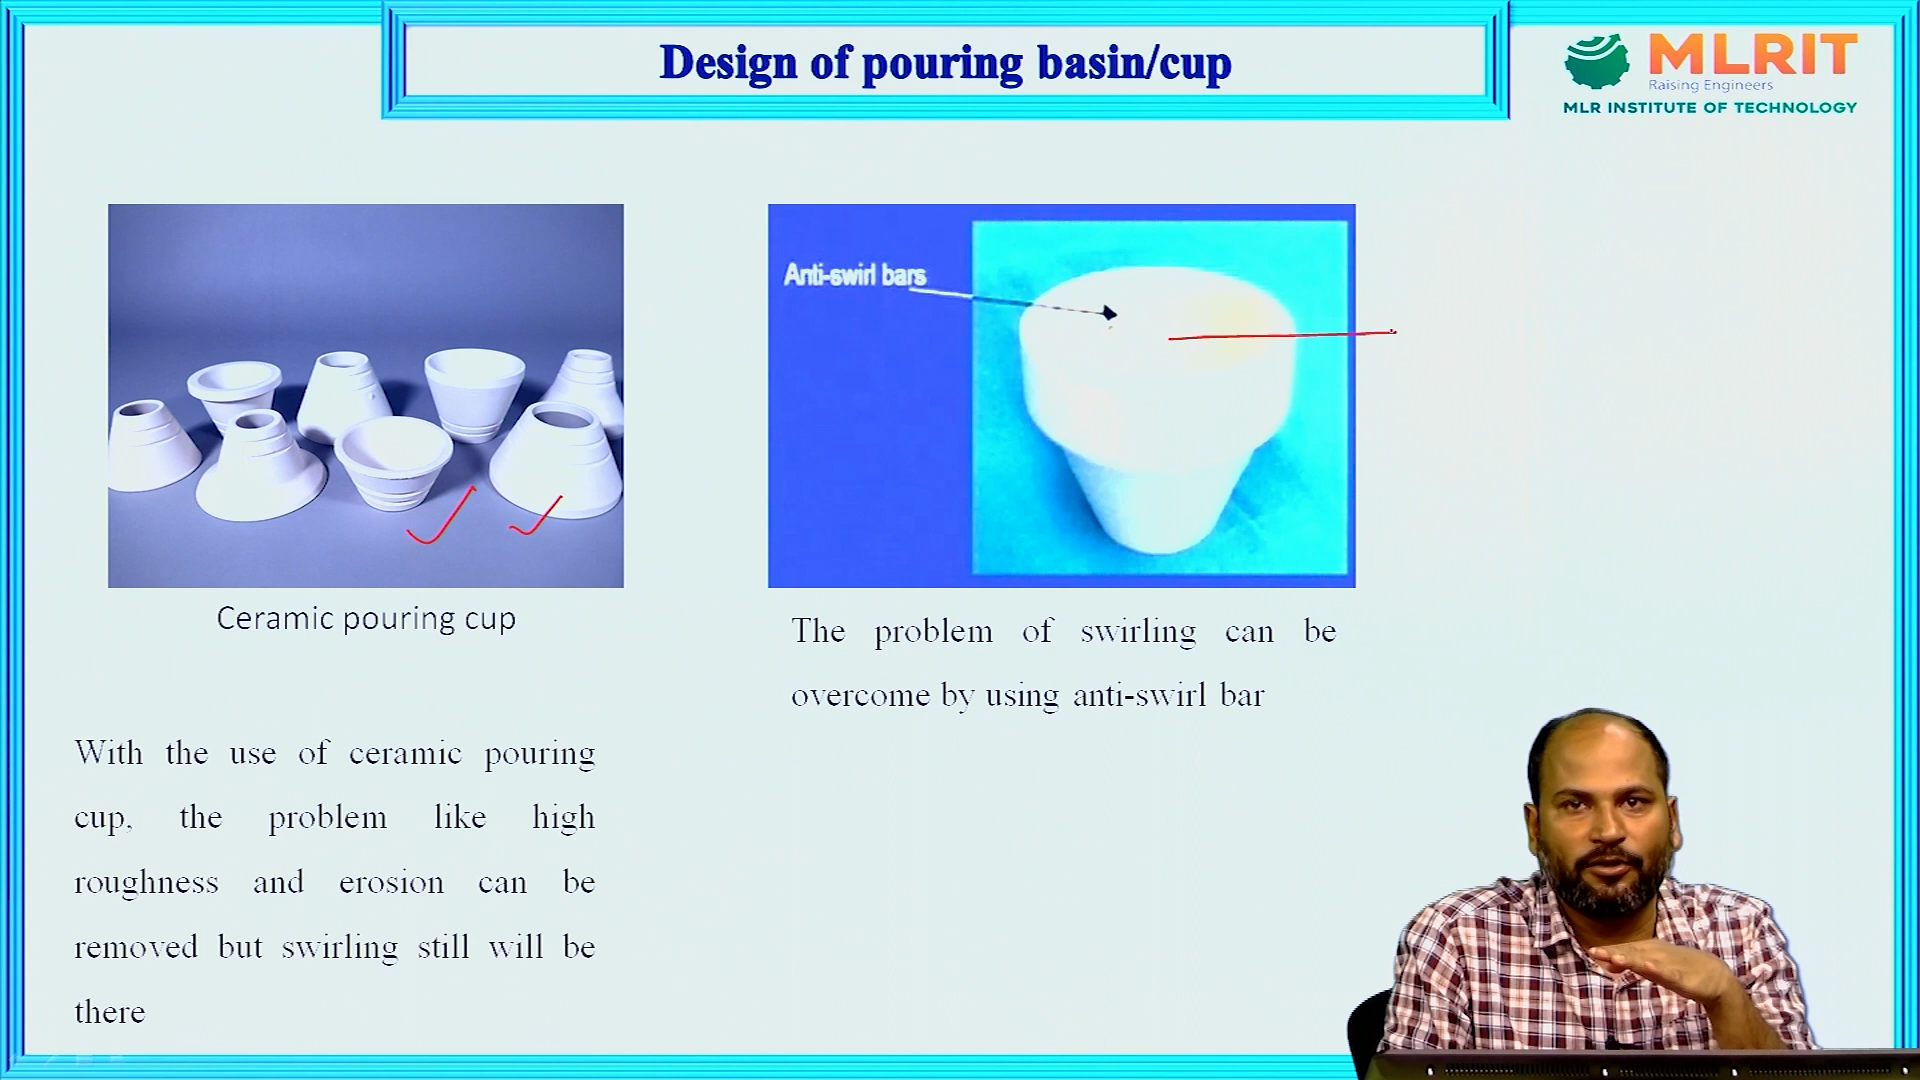 Design of pouring basin/cup
MLRIT
Raising Engineers
MLR INSTITUTE OF TECHNOLOGY
Anti-swirl bars
Ceramic pouring cup
The problem of swirling can be
overcome by using anti-swirl bar
With the use of ceramic pouring
cup, the problem like high
roughness and erosion can be
removed but swirling still will be
there